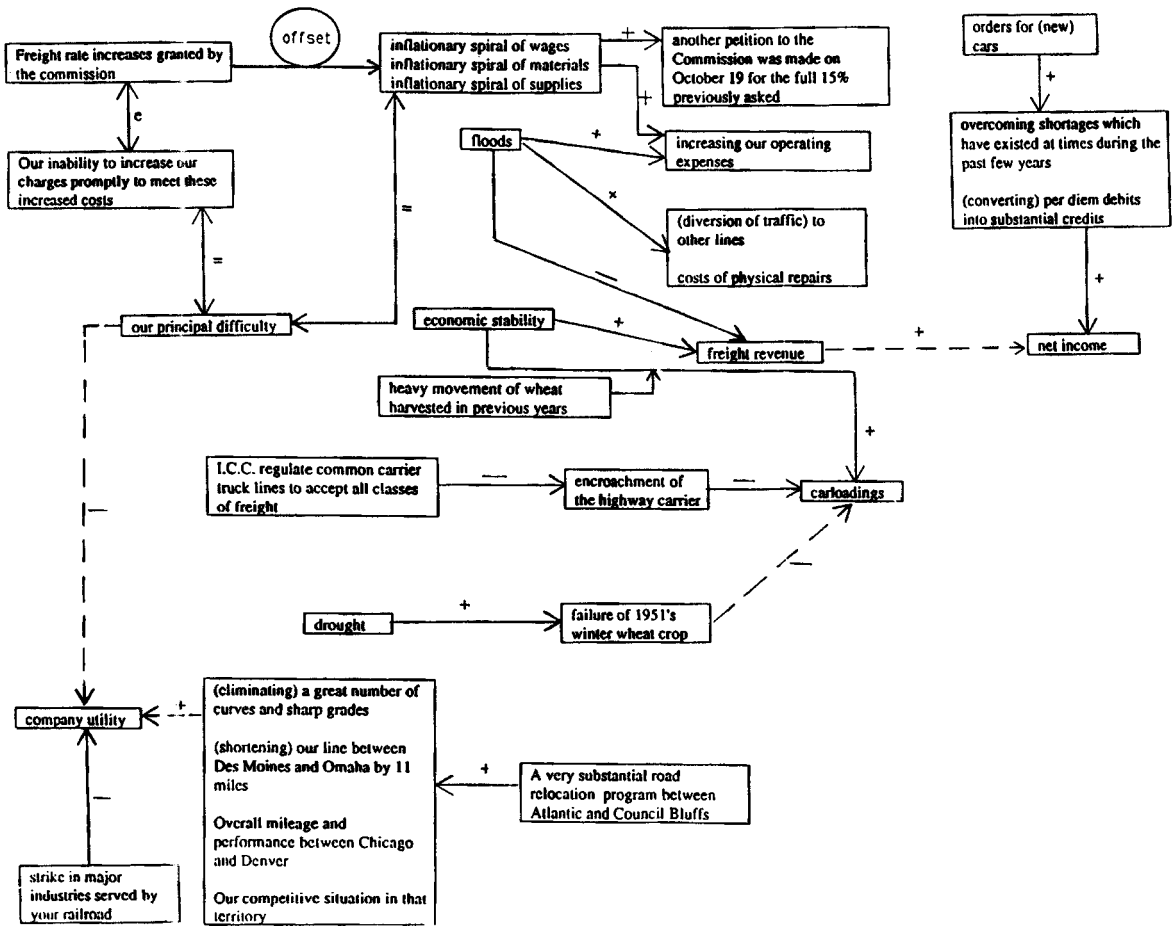 offset
Freight rate increases granted by
the commission
inflationary spiral of wages
inflationary spiral of materials
inflationary spiral of supplies
+
+
another petition to the
Commission was made on
October 19 for the full 15%
previously asked
orders for (new)
cars
+
e
Our inability to increase our
charges promptly to meet these
increased costs
=
=
floods
+
×
—
increasing our operating
expenses
(diversion of traffic) to
other lines
costs of physical repairs
overcoming shortages which
have existed at times during the
past few years
(converting) per diem debits
into substantial credits
+
our principal difficulty
economic stability
+
freight revenue
+
net income
heavy movement of wheat
harvested in previous years
+
I.C.C. regulate common carrier
truck lines to accept all classes
of freight
—
encroachment of
the highway carrier
—
carloadings
—
—
drought
+
failure of 1951's
winter wheat crop
company utility
+
(eliminating) a great number of
curves and sharp grades
(shortening) our line between
Des Moines and Omaha by 11
miles
Overall mileage and
performance between Chicago
and Denver
Our competitive situation in that
territory
+
A very substantial road
relocation program between
Atlantic and Council Bluffs
—
strike in major
industries served by
your railroad